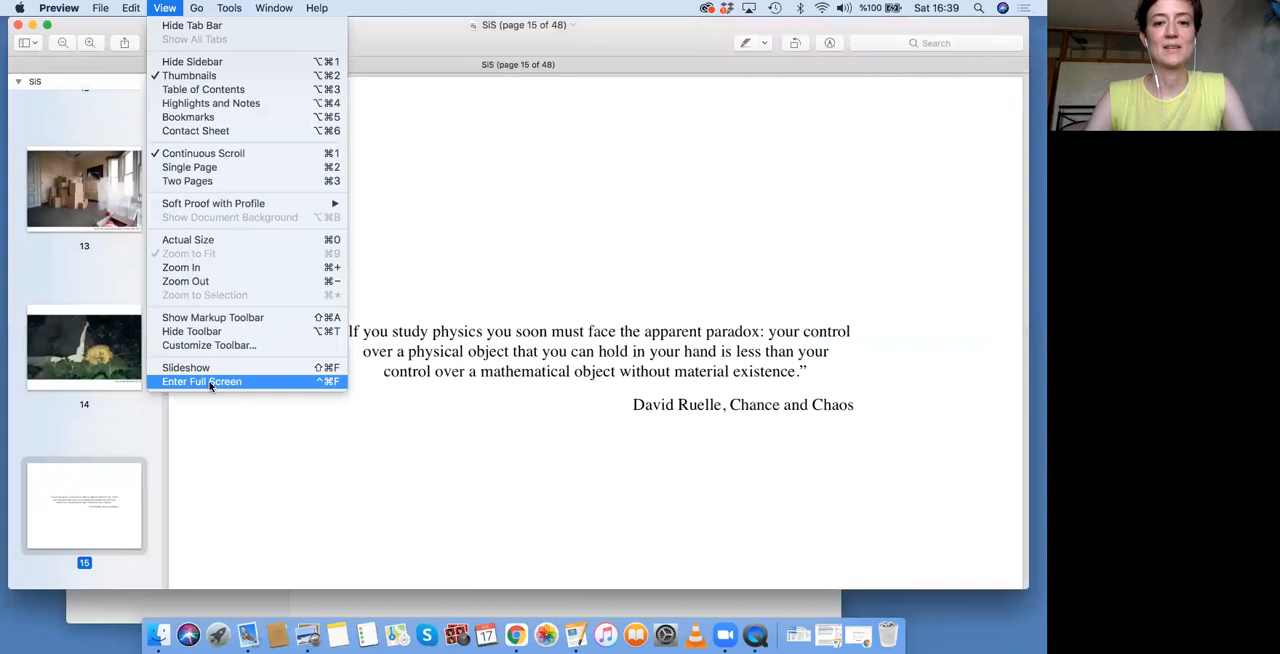 Preview File Edit View Go Tools Window Help %100 Sat 16:39
SiS (page 15 of 48)
Search
SiS (page 15 of 48)
SiS
13
14
15
Hide Tab Bar
Show All Tabs
Hide Sidebar ⌥⌘1
✓ Thumbnails ⌥⌘2
Table of Contents ⌥⌘3
Highlights and Notes ⌥⌘4
Bookmarks ⌥⌘5
Contact Sheet ⌥⌘6
✓ Continuous Scroll ⌘1
Single Page ⌘2
Two Pages ⌘3
Soft Proof with Profile ▶
Show Document Background ⌥⌘B
Actual Size ⌘0
✓ Zoom to Fit ⌘9
Zoom In ⌘+
Zoom Out ⌘−
Zoom to Selection ⌘*
Show Markup Toolbar ⇧⌘A
Hide Toolbar ⌥⌘T
Customize Toolbar...
Slideshow ⇧⌘F
Enter Full Screen ^⌘F
If you study physics you soon must face the apparent paradox: your control
over a physical object that you can hold in your hand is less than your
control over a mathematical object without material existence.”
David Ruelle, Chance and Chaos
17